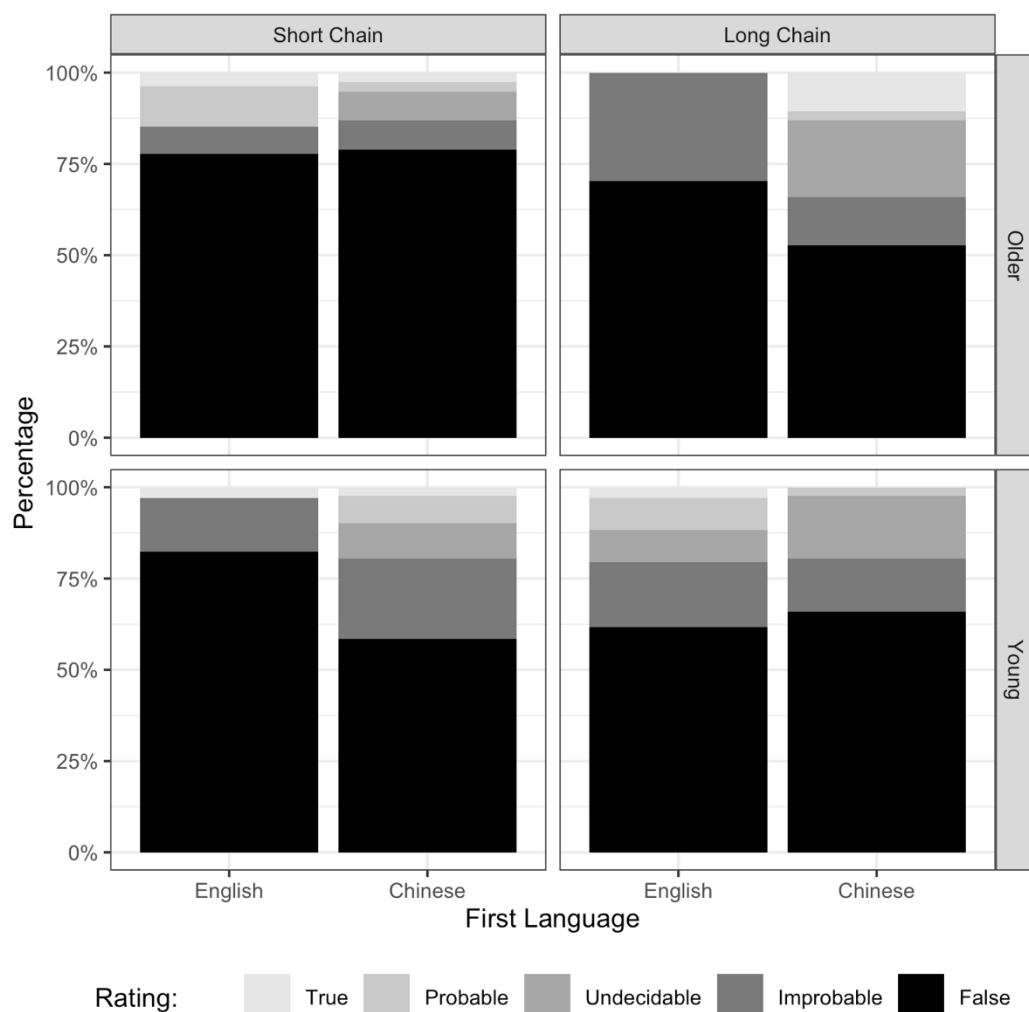 Short Chain Long Chain
100%
75%
50%
25%
0%
Older
100%
75%
50%
25%
0%
Young
Percentage
English Chinese English Chinese
First Language
Rating: True Probable Undecidable Improbable False